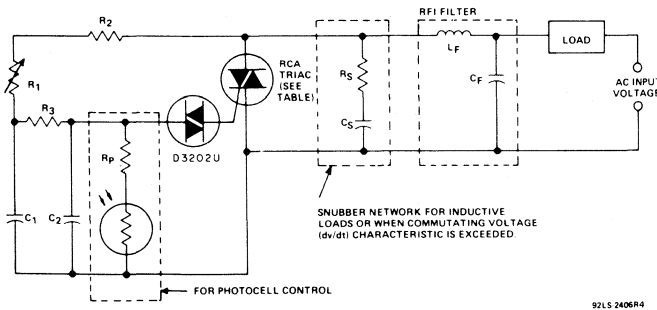 RFI FILTER
R2
LF
LOAD
RCA
TRIAC
(SEE
TABLE)
RS
CF
AC INPUT
VOLTAGE
R1
R3
CS
D3202U
RP
C1
C2
SNUBBER NETWORK FOR INDUCTIVE
LOADS OR WHEN COMMUTATING VOLTAGE
(dv/dt) CHARACTERISTIC IS EXCEEDED.
FOR PHOTOCELL CONTROL
92LS 2406R4